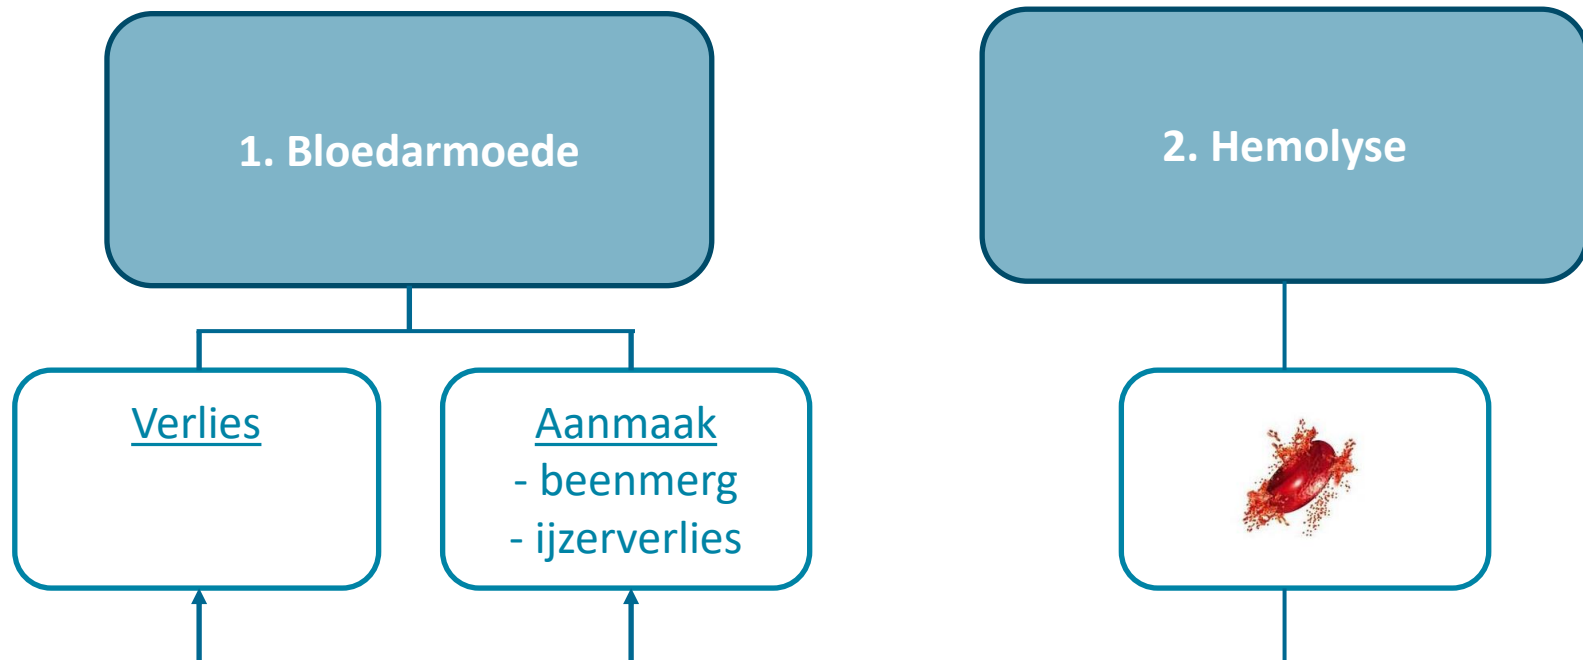 1. Bloedarmoede
2. Hemolyse
Verlies
Aanmaak
- beenmerg
- ijzerverlies